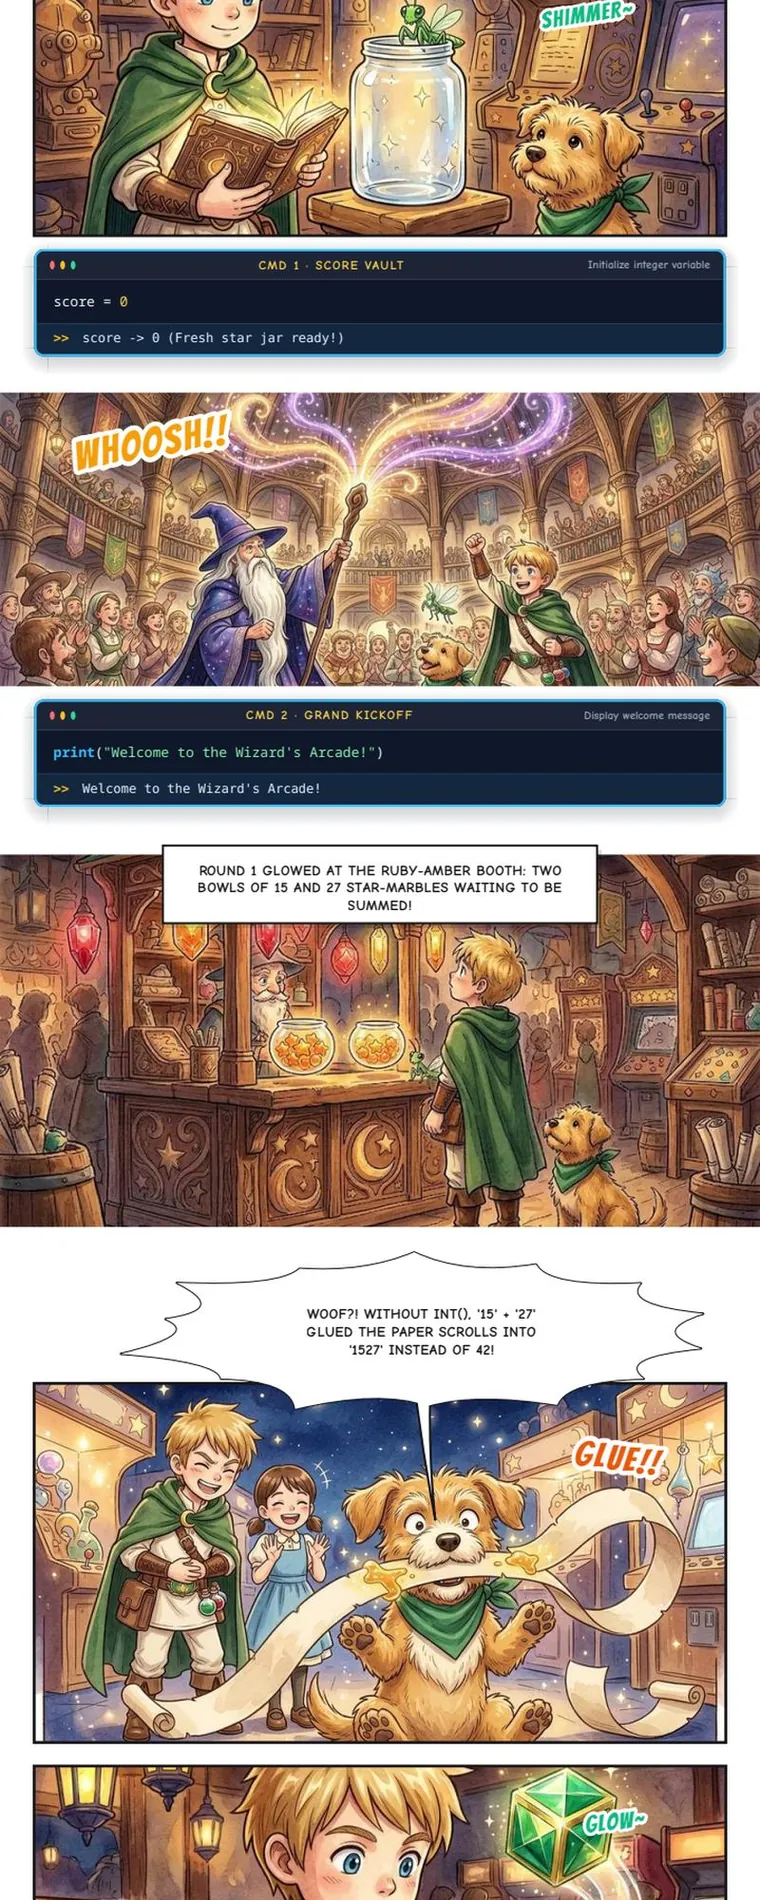 SHIMMER~
CMD 1 · SCORE VAULT
Initialize integer variable
score = 0
>> score -> 0 (Fresh star jar ready!)
WHOOSH!!
CMD 2 · GRAND KICKOFF
Display welcome message
print("Welcome to the Wizard's Arcade!")
>> Welcome to the Wizard's Arcade!
ROUND 1 GLOWED AT THE RUBY-AMBER BOOTH: TWO
BOWLS OF 15 AND 27 STAR-MARBLES WAITING TO BE
SUMMED!
WOOF?! WITHOUT INT(), '15' + '27'
GLUED THE PAPER SCROLLS INTO
'1527' INSTEAD OF 42!
GLUE!!
GLOW~